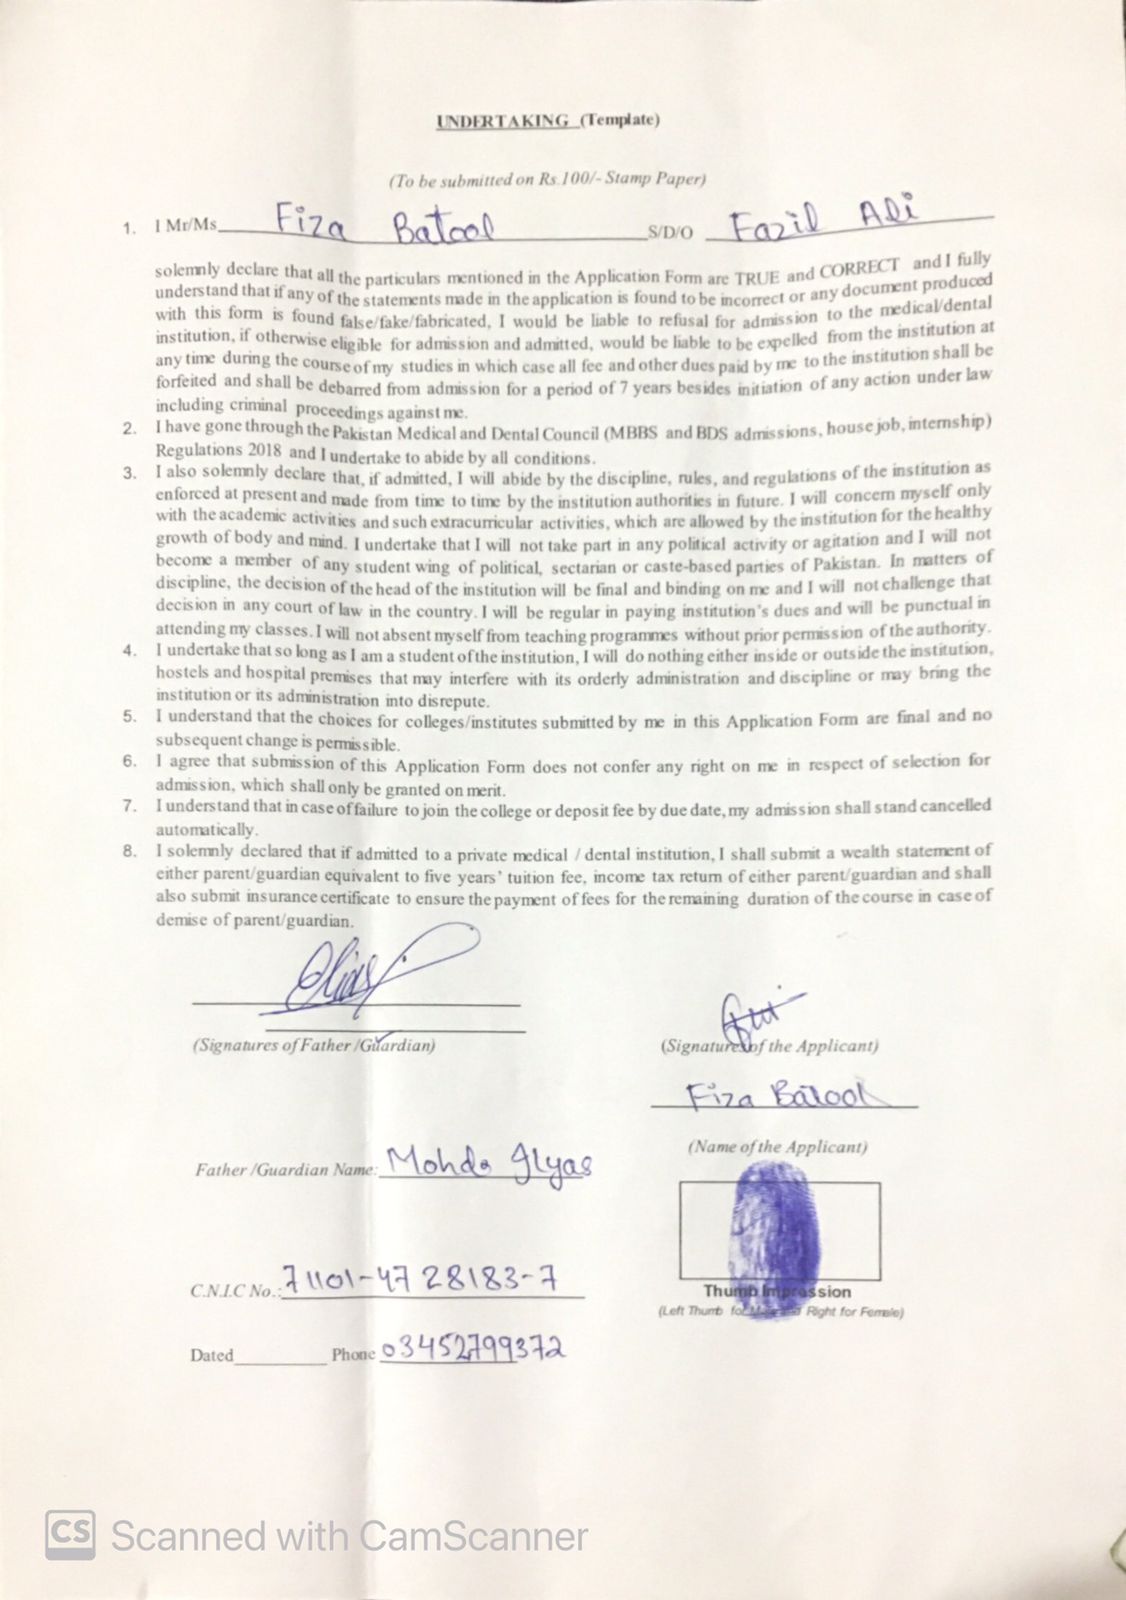 UNDERTAKING (Template)
(To be submitted on Rs.100/- Stamp Paper)
1. I Mr/Ms Fiza Batool S/D/O Fazil Ali
solemnly declare that all the particulars mentioned in the Application Form are TRUE and CORRECT and I fully
understand that if any of the statements made in the application is found to be incorrect or any document produced
with this form is found false/fake/fabricated, I would be liable to refusal for admission to the medical/dental
institution, if otherwise eligible for admission and admitted, would be liable to be expelled from the institution at
any time during the course of my studies in which case all fee and other dues paid by me to the institution shall be
forfeited and shall be debarred from admission for a period of 7 years besides initiation of any action under law
including criminal proceedings against me.
2. I have gone through the Pakistan Medical and Dental Council (MBBS and BDS admissions, house job, internship)
Regulations 2018 and I undertake to abide by all conditions.
3. I also solemnly declare that, if admitted, I will abide by the discipline, rules, and regulations of the institution as
enforced at present and made from time to time by the institution authorities in future. I will concern myself only
with the academic activities and such extracurricular activities, which are allowed by the institution for the healthy
growth of body and mind. I undertake that I will not take part in any political activity or agitation and I will not
become a member of any student wing of political, sectarian or caste-based parties of Pakistan. In matters of
discipline, the decision of the head of the institution will be final and binding on me and I will not challenge that
decision in any court of law in the country. I will be regular in paying institution's dues and will be punctual in
attending my classes. I will not absent myself from teaching programmes without prior permission of the authority.
4. I undertake that so long as I am a student of the institution, I will do nothing either inside or outside the institution,
hostels and hospital premises that may interfere with its orderly administration and discipline or may bring the
institution or its administration into disrepute.
5. I understand that the choices for colleges/institutes submitted by me in this Application Form are final and no
subsequent change is permissible.
6. I agree that submission of this Application Form does not confer any right on me in respect of selection for
admission, which shall only be granted on merit.
7. I understand that in case of failure to join the college or deposit fee by due date, my admission shall stand cancelled
automatically.
8. I solemnly declared that if admitted to a private medical / dental institution, I shall submit a wealth statement of
either parent/guardian equivalent to five years' tuition fee, income tax return of either parent/guardian and shall
also submit insurance certificate to ensure the payment of fees for the remaining duration of the course in case of
demise of parent/guardian.
(Signatures of Father /Guardian) (Signatures of the Applicant)
Fiza Batool
(Name of the Applicant)
Father /Guardian Name: Mohd. Ilyas
C.N.I.C No.: 71101-4728183-7
Thumb Impression
(Left Thumb for Male and Right for Female)
Dated Phone 03452799372
CS Scanned with CamScanner